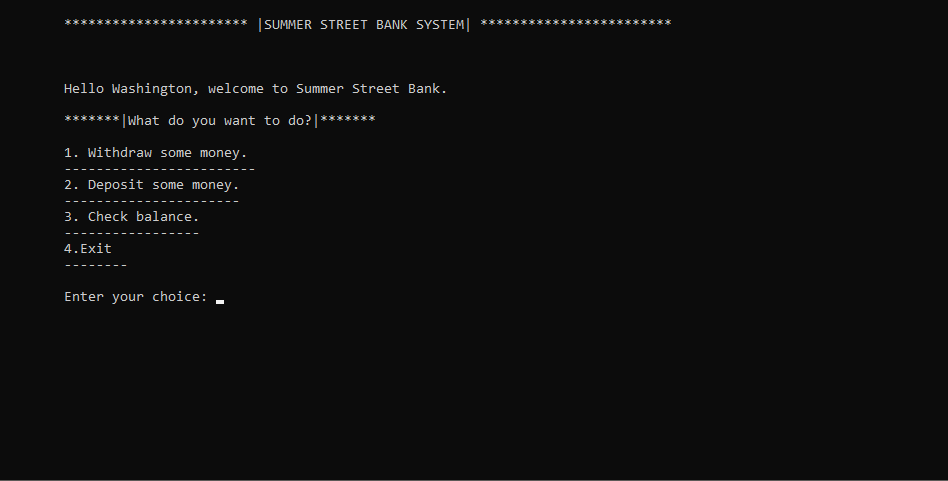 *********************** |SUMMER STREET BANK SYSTEM| ************************
Hello Washington, welcome to Summer Street Bank.
*******|What do you want to do?|*******
1. Withdraw some money.
------------------------
2. Deposit some money.
----------------------
3. Check balance.
-----------------
4.Exit
--------
Enter your choice: